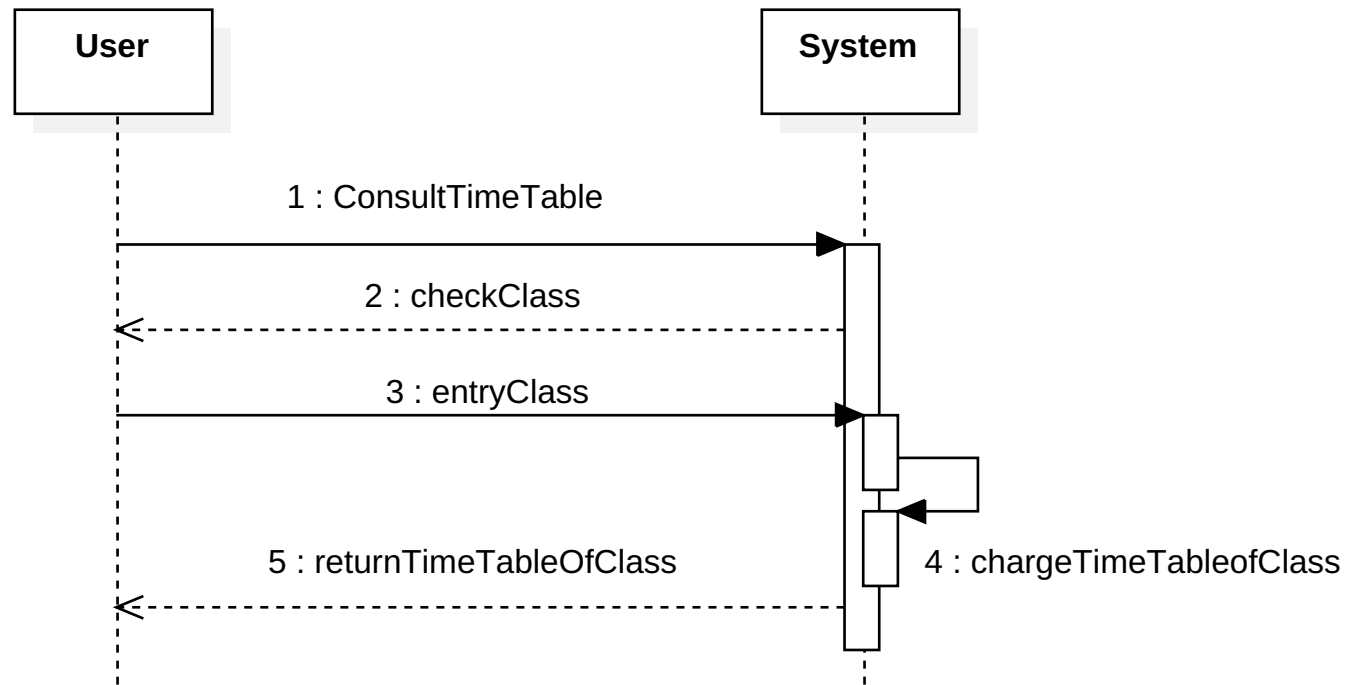 User
System
1 : ConsultTimeTable
2 : checkClass
3 : entryClass
5 : returnTimeTableOfClass
4 : chargeTimeTableofClass